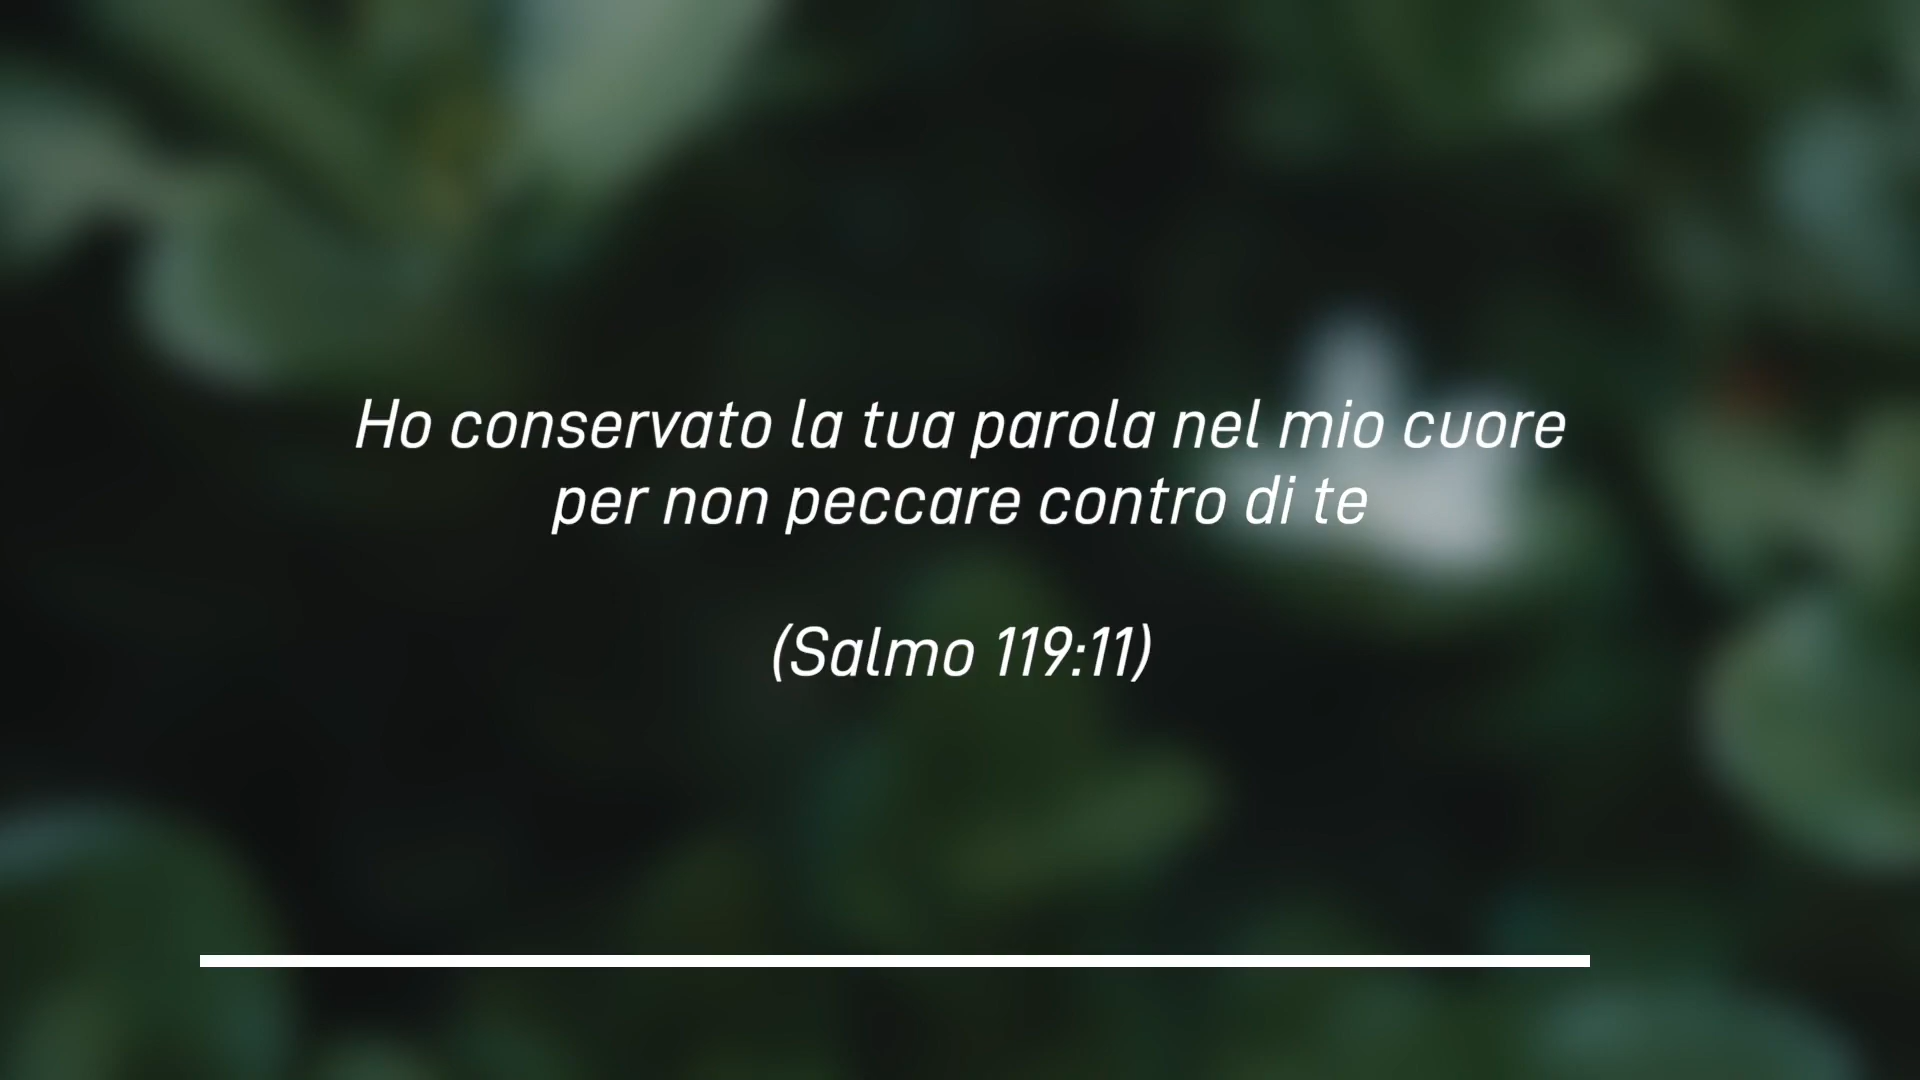 Ho conservato la tua parola nel mio cuore
per non peccare contro di te
(Salmo 119:11)